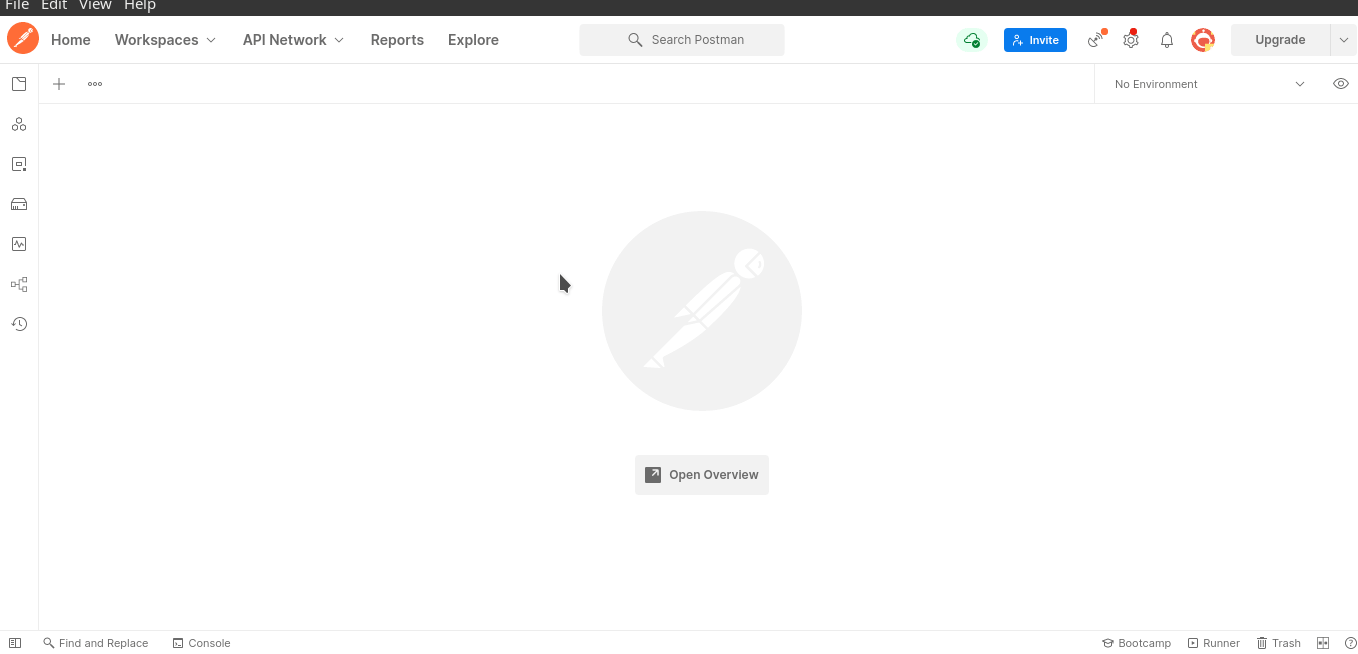 File Edit View Help
Home Workspaces API Network Reports Explore Search Postman Invite Upgrade
No Environment
Open Overview
Find and Replace Console Bootcamp Runner Trash